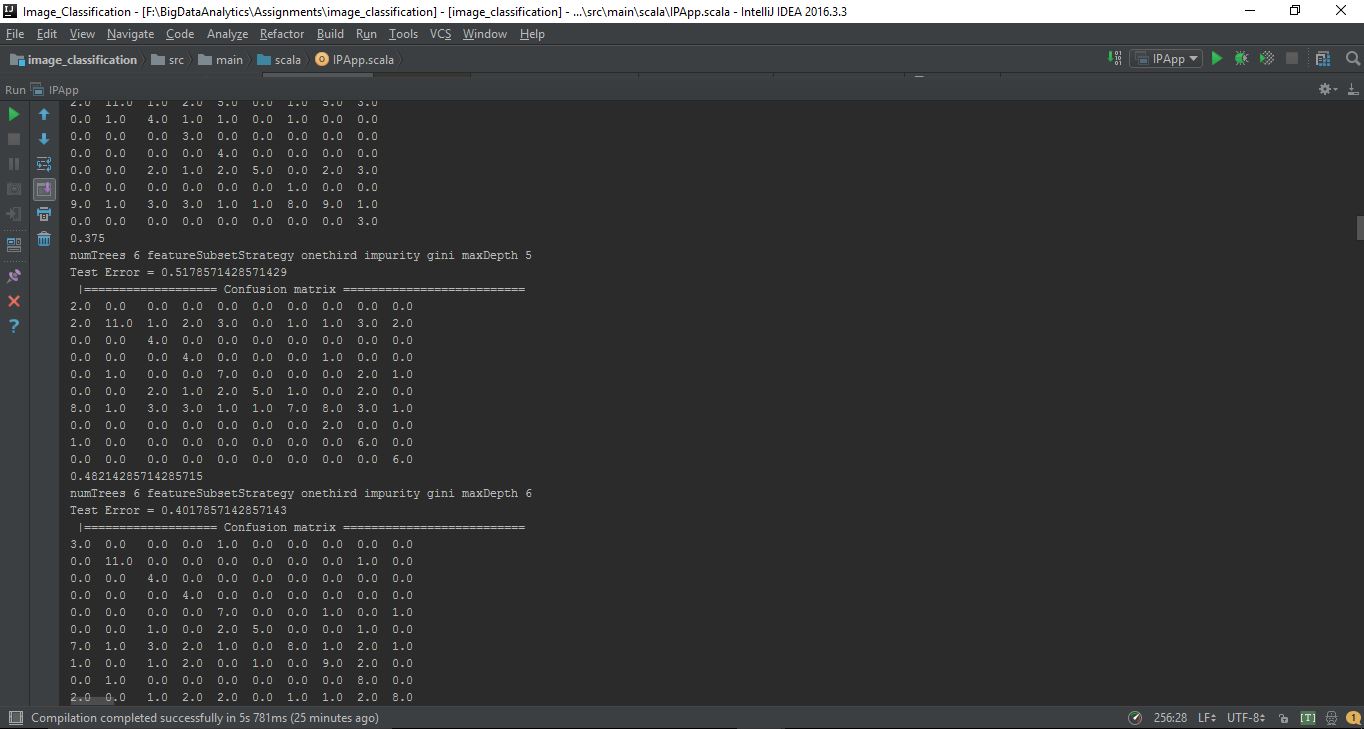 Image_Classification - [F:\BigDataAnalytics\Assignments\image_classification] - [image_classification] - ...\src\main\scala\IPApp.scala - IntelliJ IDEA 2016.3.3
File Edit View Navigate Code Analyze Refactor Build Run Tools VCS Window Help
image_classification src main scala IPApp.scala IPApp
Run IPApp
2.0 11.0 1.0 2.0 5.0 0.0 1.0 5.0 3.0
0.0 1.0 4.0 1.0 1.0 0.0 1.0 0.0 0.0
0.0 0.0 0.0 3.0 0.0 0.0 0.0 0.0 0.0
0.0 0.0 0.0 0.0 4.0 0.0 0.0 0.0 0.0
0.0 0.0 2.0 1.0 2.0 5.0 0.0 2.0 3.0
0.0 0.0 0.0 0.0 0.0 0.0 1.0 0.0 0.0
9.0 1.0 3.0 3.0 1.0 1.0 8.0 9.0 1.0
0.0 0.0 0.0 0.0 0.0 0.0 0.0 0.0 3.0
0.375
numTrees 6 featureSubsetStrategy onethird impurity gini maxDepth 5
Test Error = 0.5178571428571429
|=================== Confusion matrix ==========================
2.0 0.0 0.0 0.0 0.0 0.0 0.0 0.0 0.0 0.0
2.0 11.0 1.0 2.0 3.0 0.0 1.0 1.0 3.0 2.0
0.0 0.0 4.0 0.0 0.0 0.0 0.0 0.0 0.0 0.0
0.0 0.0 0.0 4.0 0.0 0.0 0.0 1.0 0.0 0.0
0.0 1.0 0.0 0.0 7.0 0.0 0.0 0.0 2.0 1.0
0.0 0.0 2.0 1.0 2.0 5.0 1.0 0.0 2.0 0.0
8.0 1.0 3.0 3.0 1.0 1.0 7.0 8.0 3.0 1.0
0.0 0.0 0.0 0.0 0.0 0.0 0.0 2.0 0.0 0.0
1.0 0.0 0.0 0.0 0.0 0.0 0.0 0.0 6.0 0.0
0.0 0.0 0.0 0.0 0.0 0.0 0.0 0.0 0.0 6.0
0.48214285714285715
numTrees 6 featureSubsetStrategy onethird impurity gini maxDepth 6
Test Error = 0.4017857142857143
|=================== Confusion matrix ==========================
3.0 0.0 0.0 0.0 1.0 0.0 0.0 0.0 0.0 0.0
0.0 11.0 0.0 0.0 0.0 0.0 0.0 0.0 1.0 0.0
0.0 0.0 4.0 0.0 0.0 0.0 0.0 0.0 0.0 0.0
0.0 0.0 0.0 4.0 0.0 0.0 0.0 0.0 0.0 0.0
0.0 0.0 0.0 0.0 7.0 0.0 0.0 1.0 0.0 1.0
0.0 0.0 1.0 0.0 2.0 5.0 0.0 0.0 1.0 0.0
7.0 1.0 3.0 2.0 1.0 0.0 8.0 1.0 2.0 1.0
1.0 0.0 1.0 2.0 0.0 1.0 0.0 9.0 2.0 0.0
0.0 1.0 0.0 0.0 0.0 0.0 0.0 0.0 8.0 0.0
2.0 0.0 1.0 2.0 2.0 0.0 1.0 1.0 2.0 8.0
Compilation completed successfully in 5s 781ms (25 minutes ago) 256:28 LF UTF-8 [T] 1